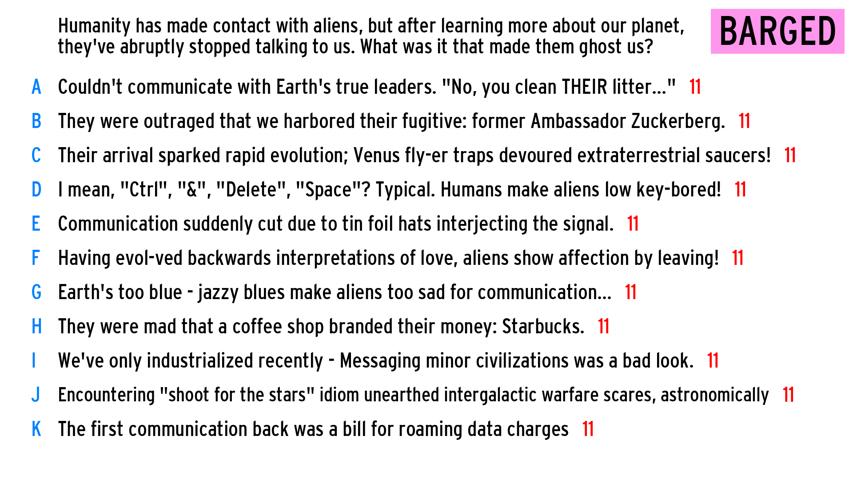 Humanity has made contact with aliens, but after learning more about our planet,
they've abruptly stopped talking to us. What was it that made them ghost us?
BARGED
A Couldn't communicate with Earth's true leaders. "No, you clean THEIR litter..." 11
B They were outraged that we harbored their fugitive: former Ambassador Zuckerberg. 11
C Their arrival sparked rapid evolution; Venus fly-er traps devoured extraterrestrial saucers! 11
D I mean, "Ctrl", "&", "Delete", "Space"? Typical. Humans make aliens low key-bored! 11
E Communication suddenly cut due to tin foil hats interjecting the signal. 11
F Having evol-ved backwards interpretations of love, aliens show affection by leaving! 11
G Earth's too blue - jazzy blues make aliens too sad for communication... 11
H They were mad that a coffee shop branded their money: Starbucks. 11
I We've only industrialized recently - Messaging minor civilizations was a bad look. 11
J Encountering "shoot for the stars" idiom unearthed intergalactic warfare scares, astronomically 11
K The first communication back was a bill for roaming data charges 11